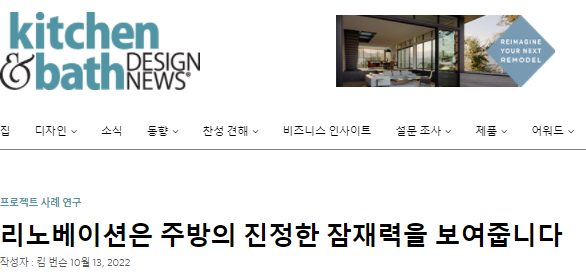 kitchen
&bath DESIGN
NEWS®
REIMAGINE
YOUR NEXT
REMODEL
집 디자인 소식 동향 찬성 견해 비즈니스 인사이트 설문 조사 제품 어워드
프로젝트 사례 연구
리노베이션은 주방의 진정한 잠재력을 보여줍니다
작성자 : 킴 번슨 10월 13, 2022